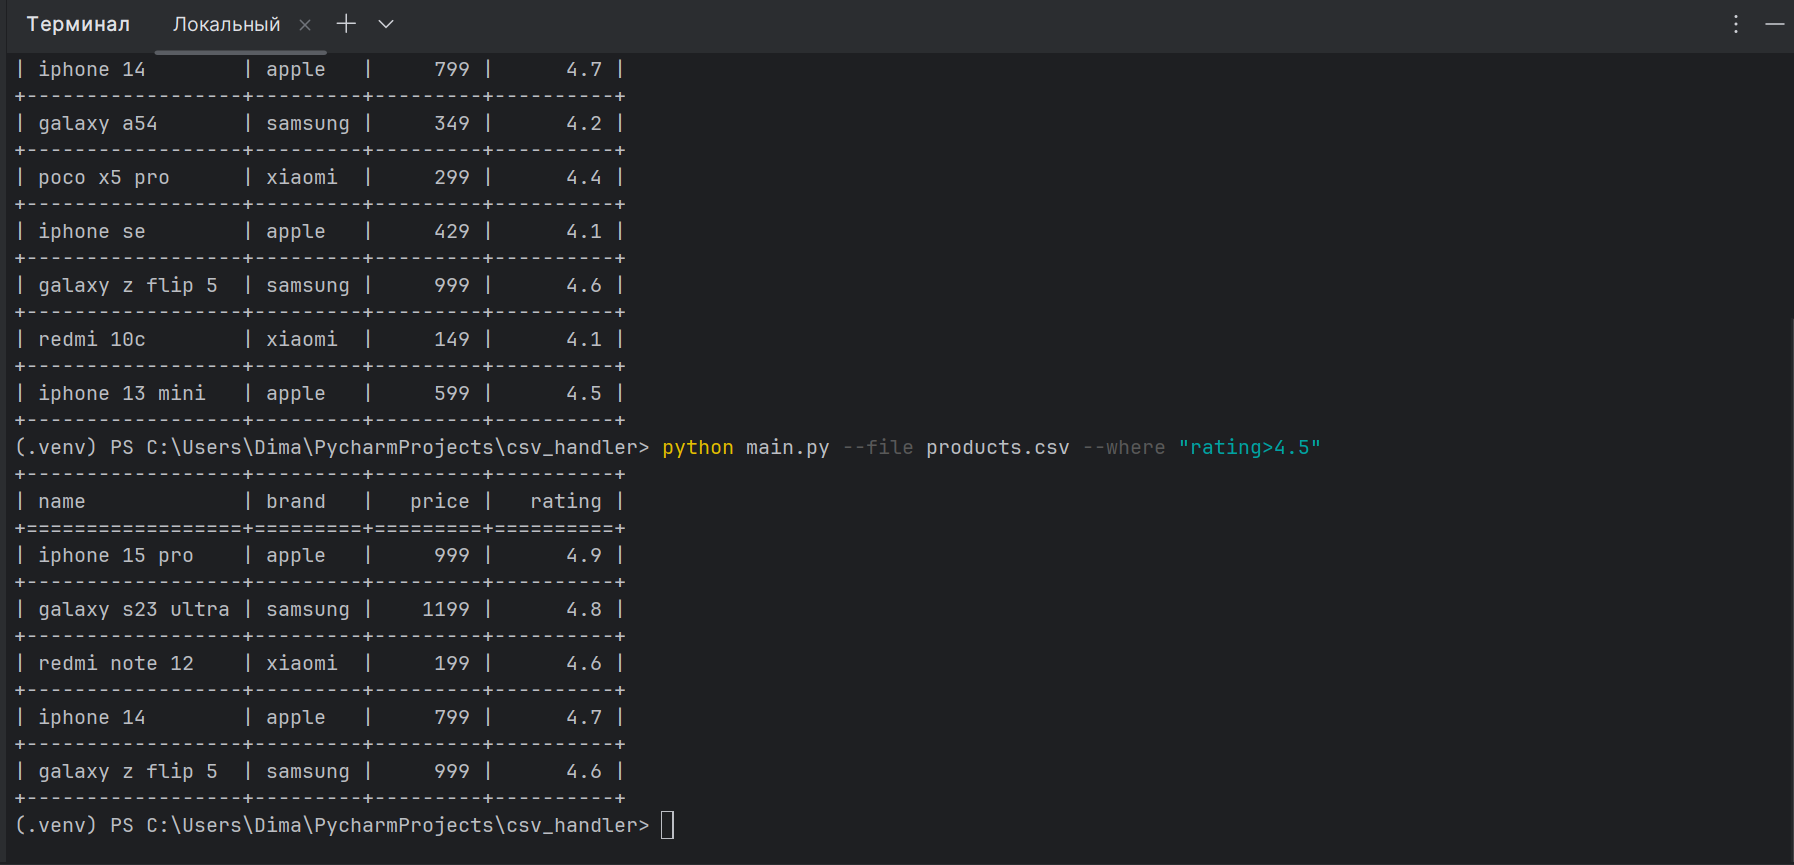 Терминал Локальный
| iphone 14        | apple   |     799 |      4.7 |
+------------------+---------+---------+----------+
| galaxy a54       | samsung |     349 |      4.2 |
+------------------+---------+---------+----------+
| poco x5 pro      | xiaomi  |     299 |      4.4 |
+------------------+---------+---------+----------+
| iphone se        | apple   |     429 |      4.1 |
+------------------+---------+---------+----------+
| galaxy z flip 5  | samsung |     999 |      4.6 |
+------------------+---------+---------+----------+
| redmi 10c        | xiaomi  |     149 |      4.1 |
+------------------+---------+---------+----------+
| iphone 13 mini   | apple   |     599 |      4.5 |
+------------------+---------+---------+----------+
(.venv) PS C:\Users\Dima\PycharmProjects\csv_handler> python main.py --file products.csv --where "rating>4.5"
+------------------+---------+---------+----------+
| name             | brand   |   price |   rating |
+==================+=========+=========+==========+
| iphone 15 pro    | apple   |     999 |      4.9 |
+------------------+---------+---------+----------+
| galaxy s23 ultra | samsung |    1199 |      4.8 |
+------------------+---------+---------+----------+
| redmi note 12    | xiaomi  |     199 |      4.6 |
+------------------+---------+---------+----------+
| iphone 14        | apple   |     799 |      4.7 |
+------------------+---------+---------+----------+
| galaxy z flip 5  | samsung |     999 |      4.6 |
+------------------+---------+---------+----------+
(.venv) PS C:\Users\Dima\PycharmProjects\csv_handler>